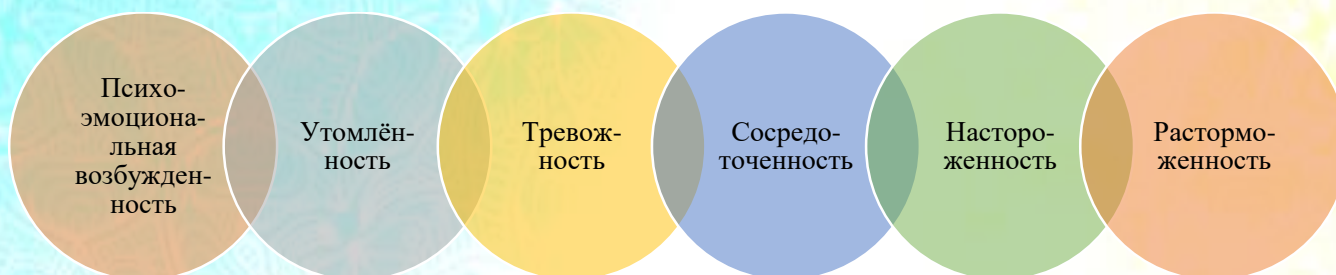 Психо-
эмоциона-
льная
возбужден-
ность
Утомлён-
ность
Тревож-
ность
Сосредо-
точенность
Насторо-
женность
Растормо-
женность